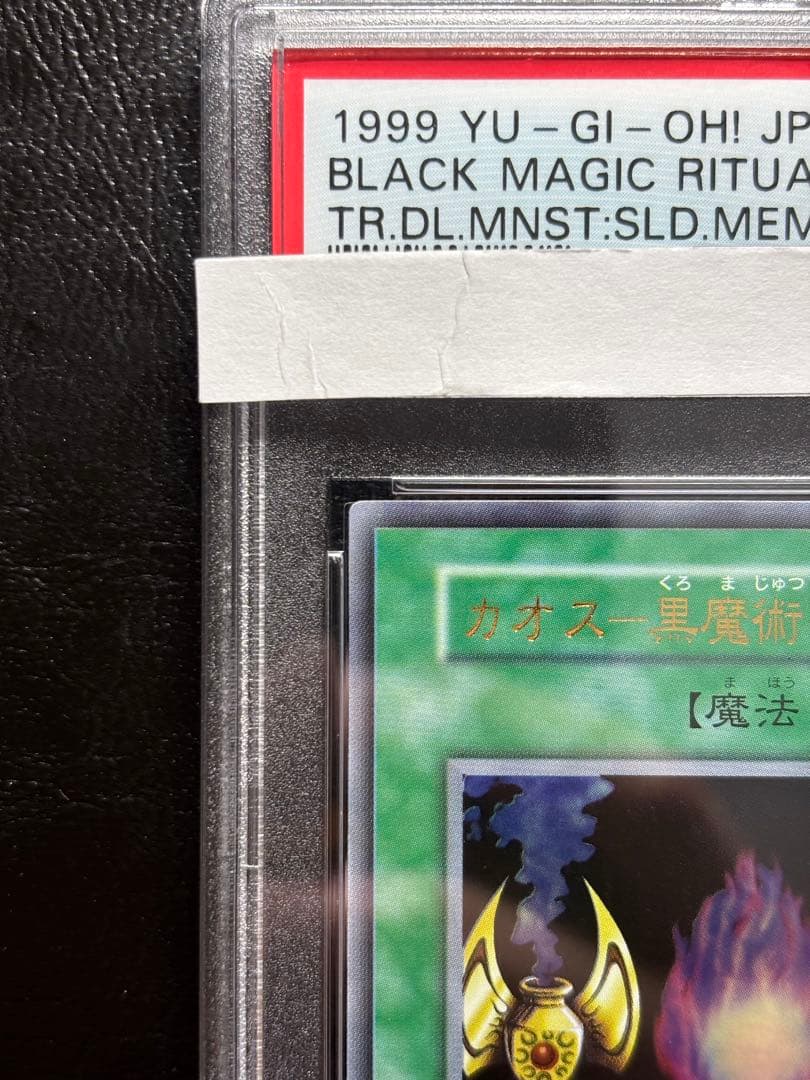 1999 YU-GI-OH! JP
BLACK MAGIC RITUA
TR.DL.MNST:SLD.MEM
くろ ま じゅつ
カオスー黒魔術
ま ほう
【魔法